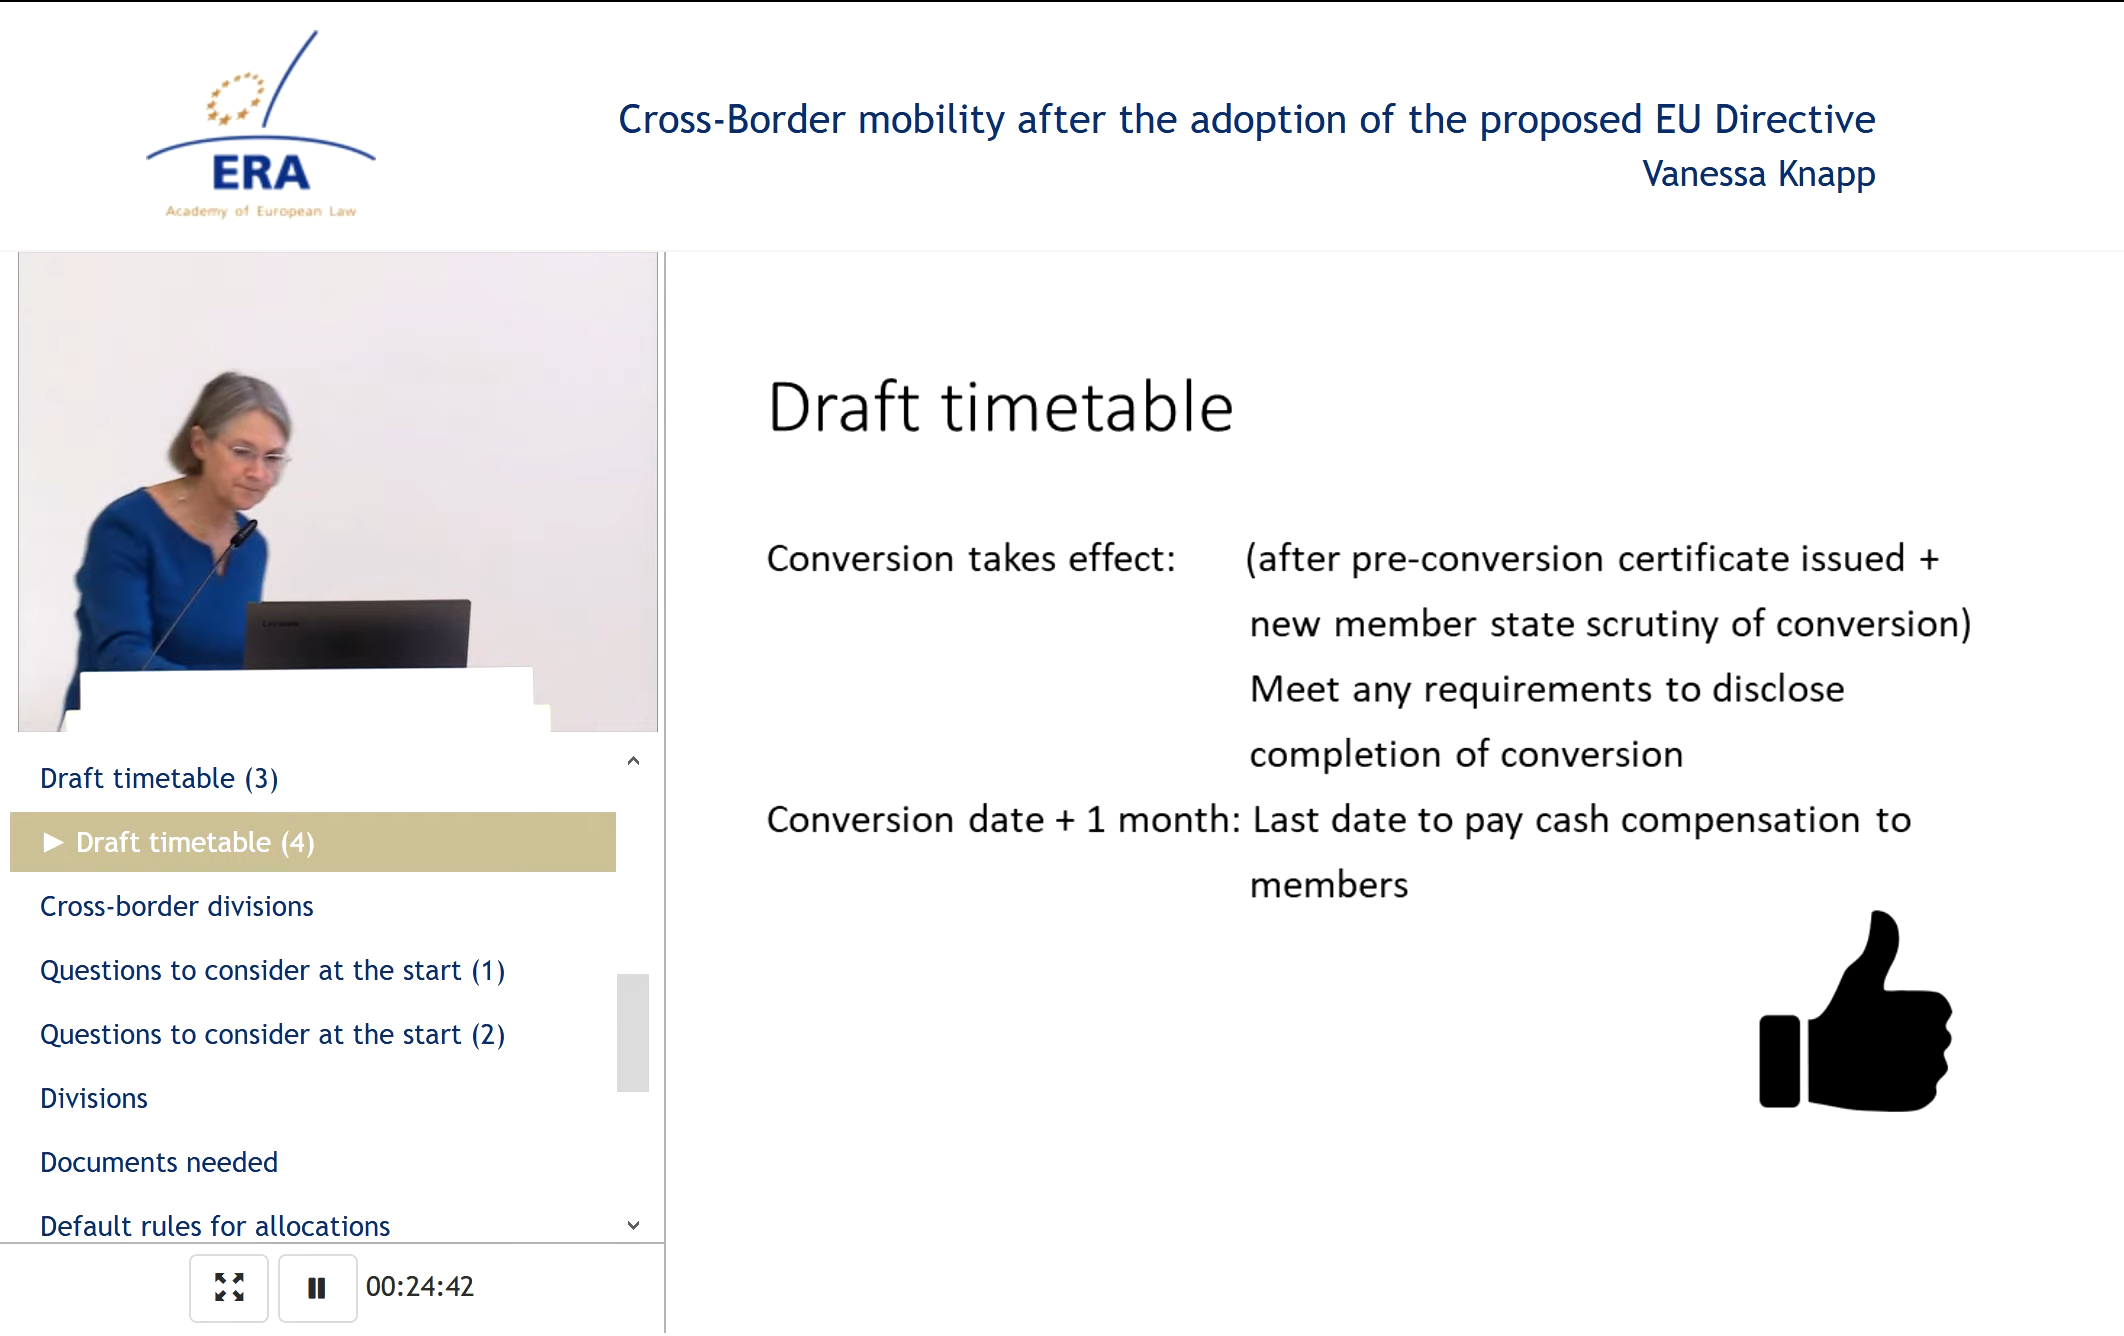 ERA
Academy of European Law
Cross-Border mobility after the adoption of the proposed EU Directive
Vanessa Knapp
Lenovo
Draft timetable (3)
► Draft timetable (4)
Cross-border divisions
Questions to consider at the start (1)
Questions to consider at the start (2)
Divisions
Documents needed
Default rules for allocations
00:24:42
Draft timetable
Conversion takes effect: (after pre-conversion certificate issued +
new member state scrutiny of conversion)
Meet any requirements to disclose
completion of conversion
Conversion date + 1 month: Last date to pay cash compensation to
members